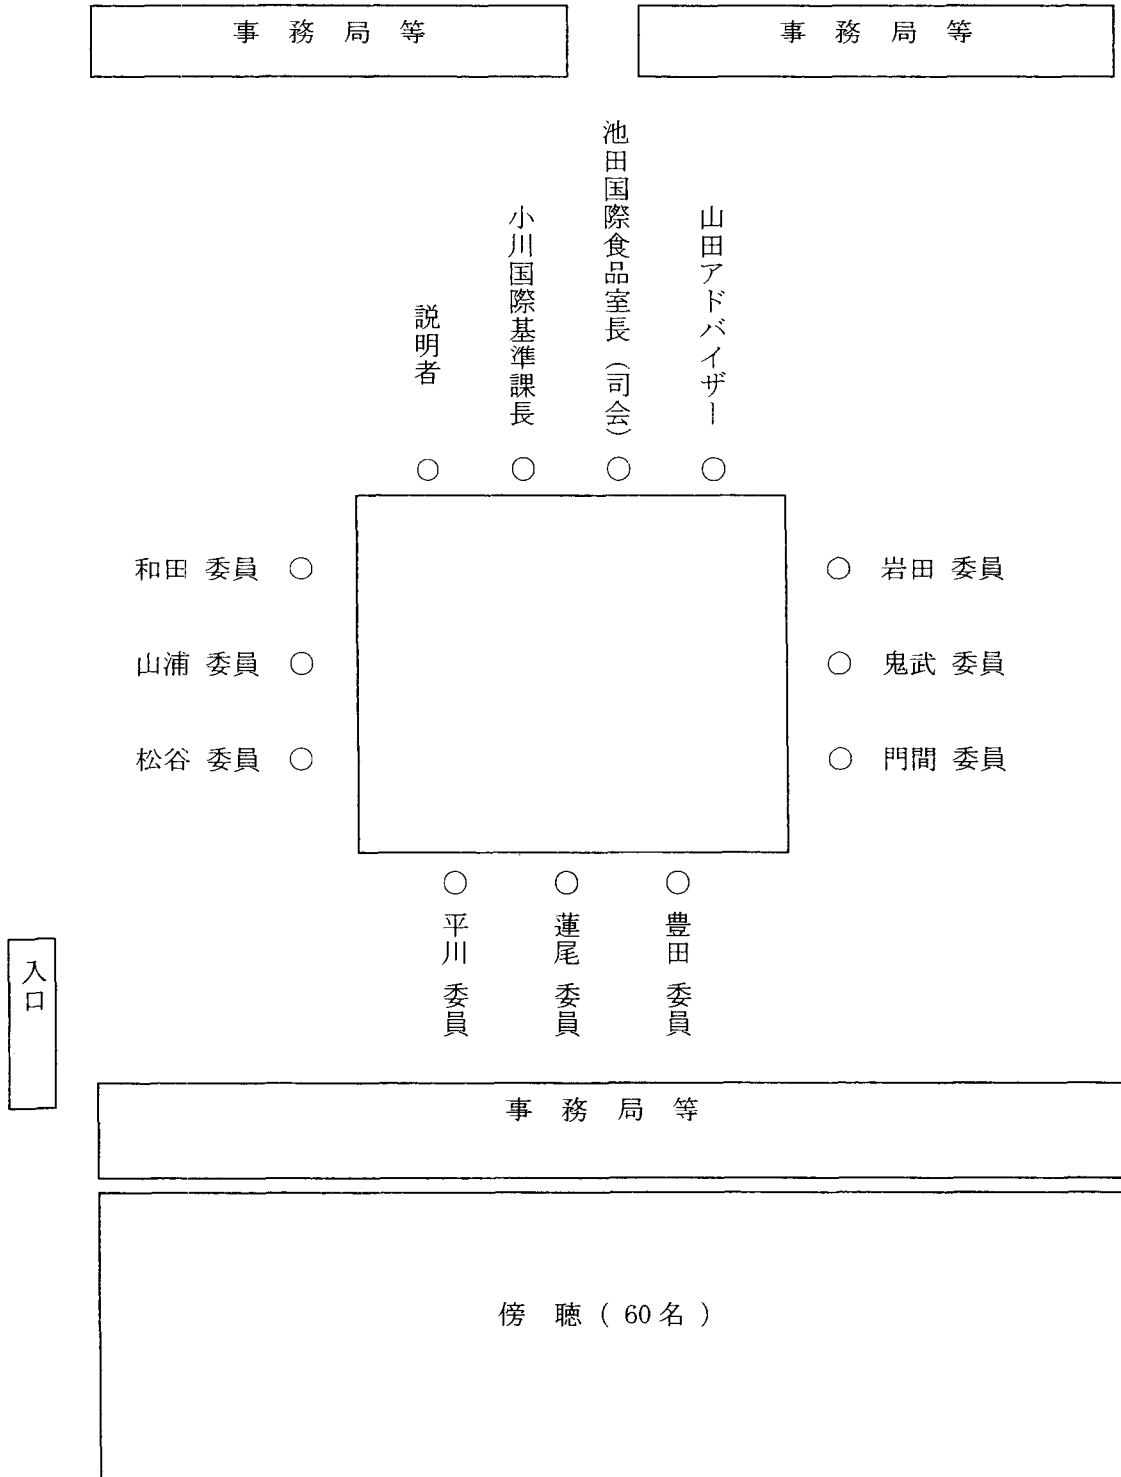 事務局等
事務局等
説明者
小川国際基準課長
池田国際食品室長(司会)
山田アドバイザー
和田 委員
岩田 委員
山浦 委員
鬼武 委員
松谷 委員
門間 委員
平川 委員
蓮尾 委員
豊田 委員
入口
事務局等
傍聴(60名)